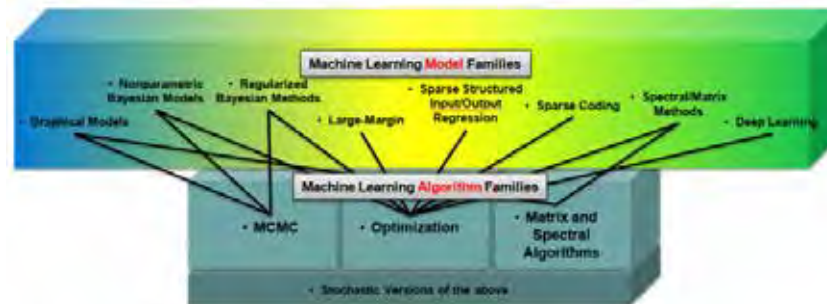 Machine Learning Model Families
• Nonparametric
Bayesian Models
• Regularized
Bayesian Methods
• Sparse Structured
Input/Output
Regression
• Spectral/Matrix
Methods
• Graphical Models
• Large-Margin
• Sparse Coding
• Deep Learning
Machine Learning Algorithm Families
• MCMC
• Optimization
• Matrix and
Spectral
Algorithms
• Stochastic Versions of the above